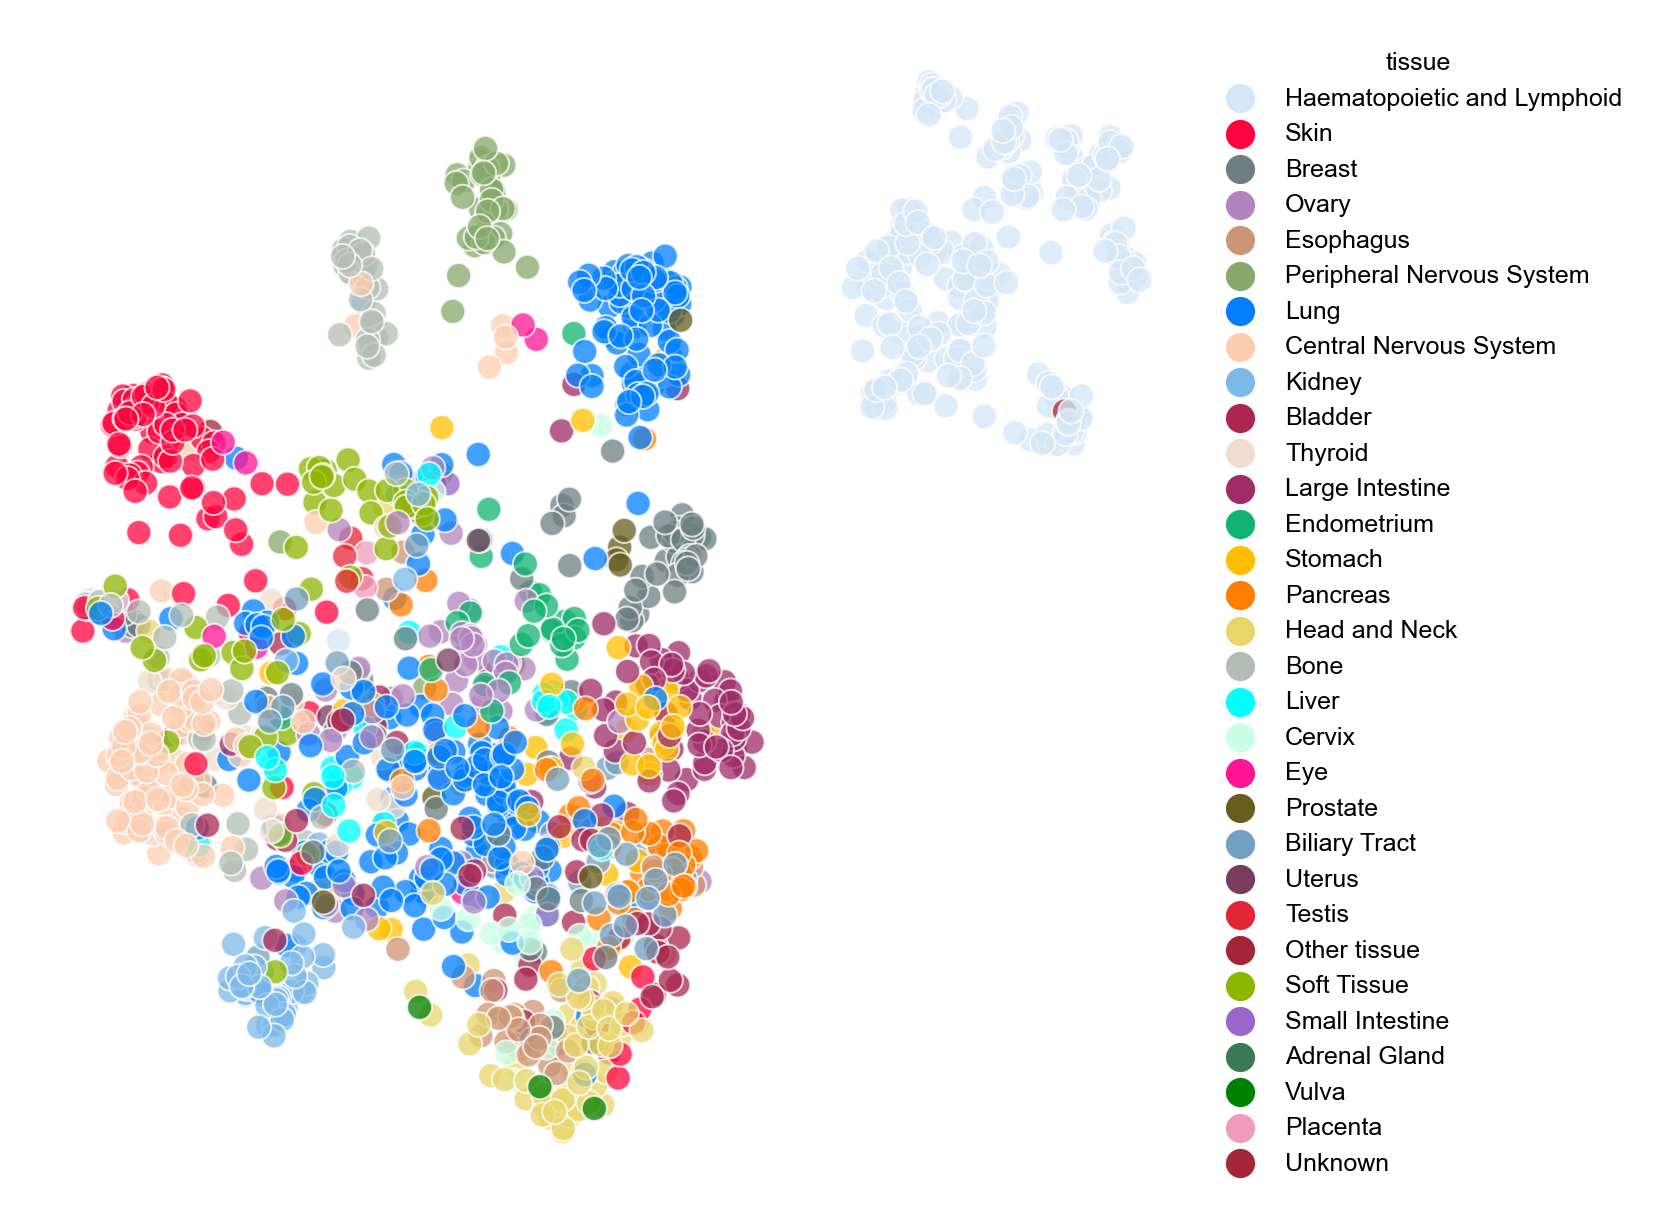 tissue
Haematopoietic and Lymphoid
Skin
Breast
Ovary
Esophagus
Peripheral Nervous System
Lung
Central Nervous System
Kidney
Bladder
Thyroid
Large Intestine
Endometrium
Stomach
Pancreas
Head and Neck
Bone
Liver
Cervix
Eye
Prostate
Biliary Tract
Uterus
Testis
Other tissue
Soft Tissue
Small Intestine
Adrenal Gland
Vulva
Placenta
Unknown